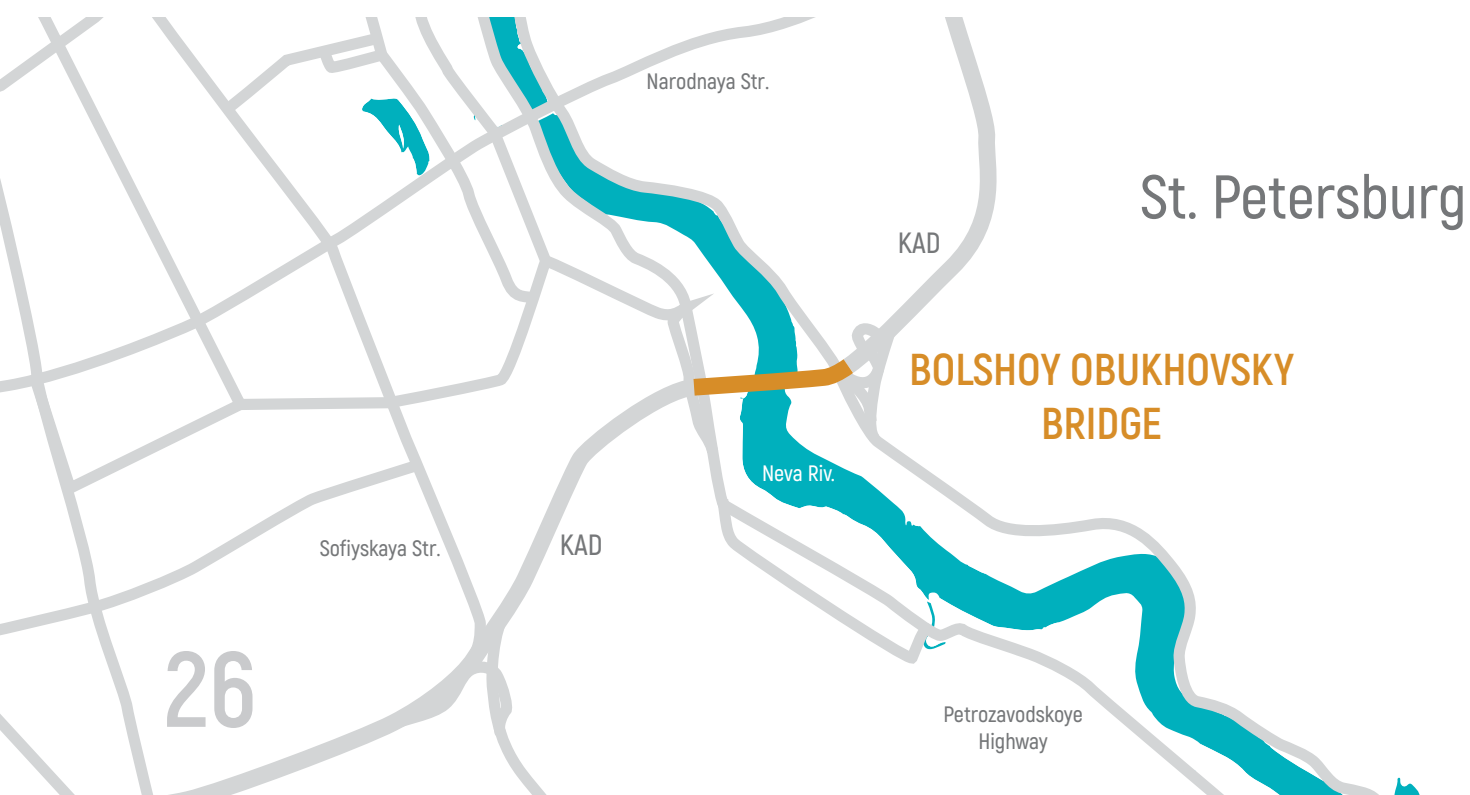 Narodnaya Str.
St. Petersburg
KAD
BOLSHOY OBUKHOVSKY
BRIDGE
Neva Riv.
Sofiyskaya Str.
KAD
26
Petrozavodskoye
Highway